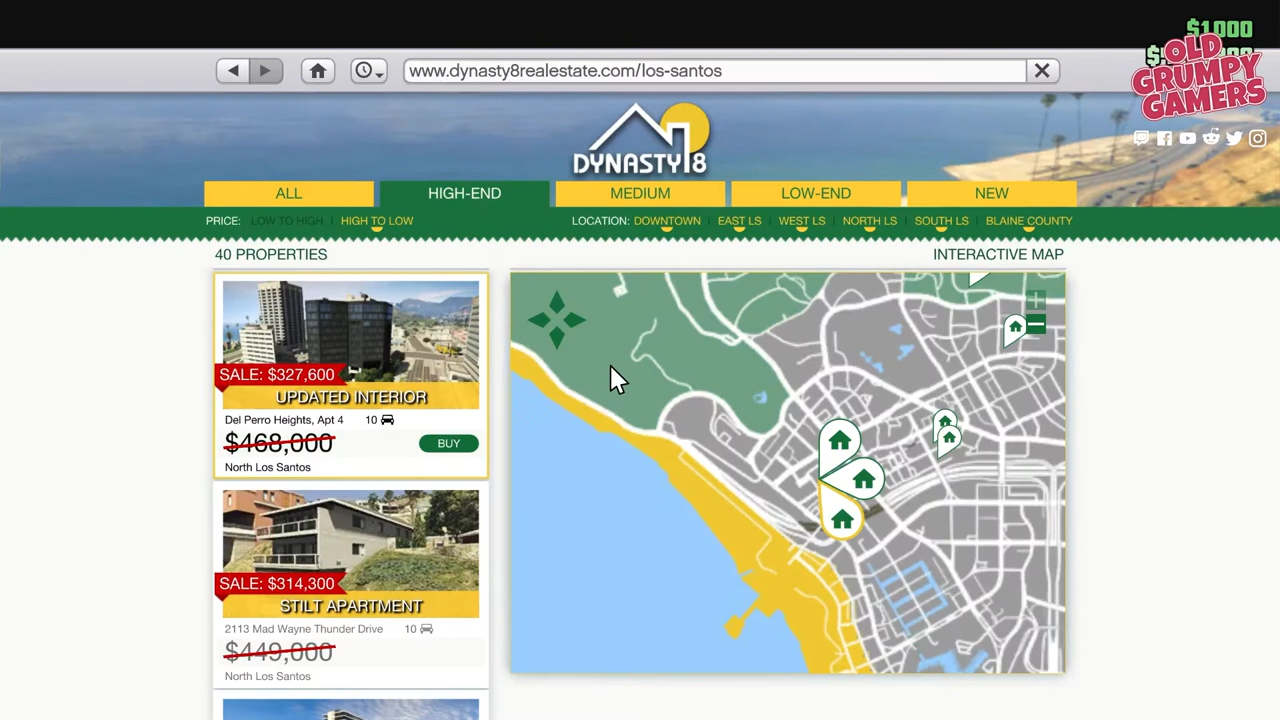 $1000
OLD
GRUMPY
GAMERS
www.dynasty8realestate.com/los-santos
DYNASTY 8
ALL
HIGH-END
MEDIUM
LOW-END
NEW
PRICE: LOW TO HIGH | HIGH TO LOW
LOCATION: DOWNTOWN | EAST LS | WEST LS | NORTH LS | SOUTH LS | BLAINE COUNTY
40 PROPERTIES
INTERACTIVE MAP
SALE: $327,600
UPDATED INTERIOR
Del Perro Heights, Apt 4 10
$468,000
BUY
North Los Santos
SALE: $314,300
STILT APARTMENT
2113 Mad Wayne Thunder Drive 10
$449,000
North Los Santos